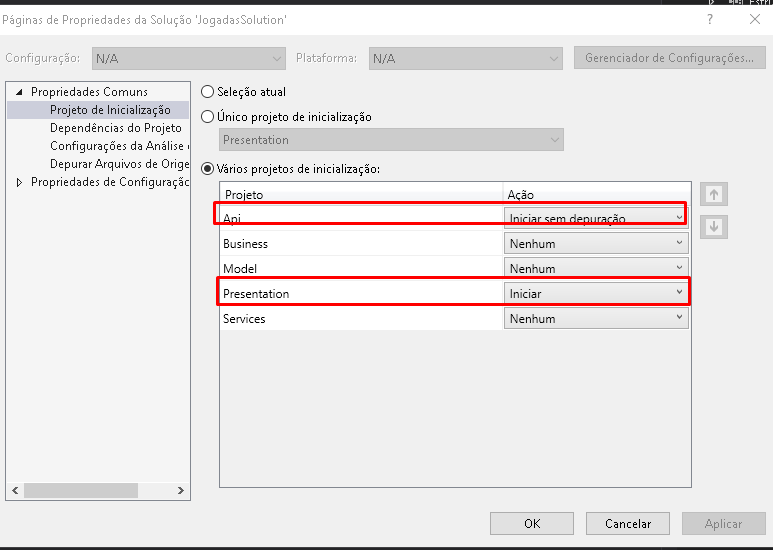 Páginas de Propriedades da Solução 'JogadasSolution'
?
Configuração: N/A Plataforma: N/A Gerenciador de Configurações...
Propriedades Comuns
Projeto de Inicialização
Dependências do Projeto
Configurações da Análise
Depurar Arquivos de Orige
Propriedades de Configuração
Seleção atual
Único projeto de inicialização
Presentation
Vários projetos de inicialização:
Projeto Ação
Api Iniciar sem depuração
Business Nenhum
Model Nenhum
Presentation Iniciar
Services Nenhum
OK Cancelar Aplicar